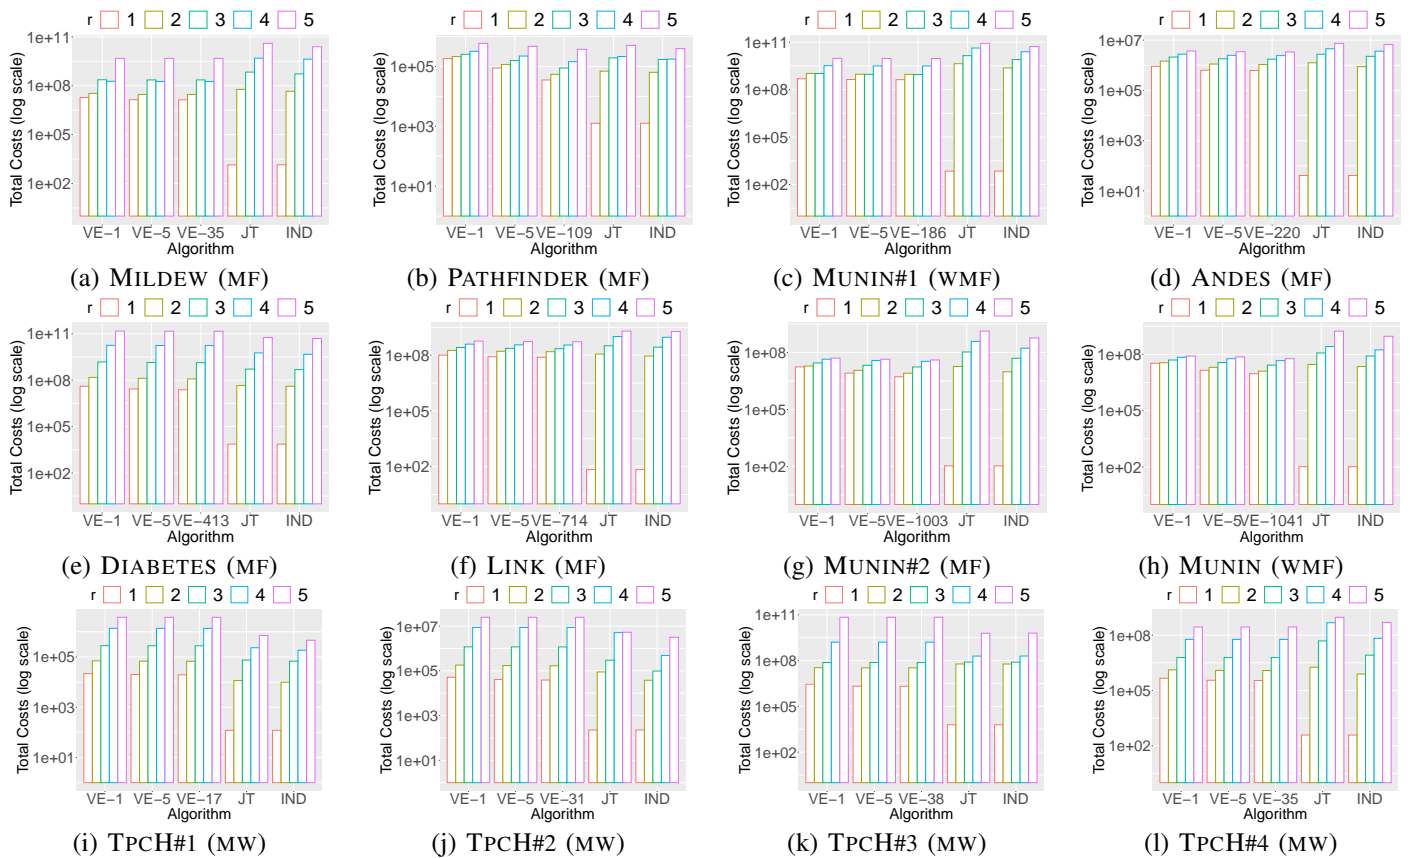 r 1 2 3 4 5
Total Costs (log scale)
1e+11
1e+08
1e+05
1e+02
VE−1 VE−5 VE−35 JT IND
Algorithm
(a) MILDEW (MF)
r 1 2 3 4 5
Total Costs (log scale)
1e+05
1e+03
1e+01
VE−1 VE−5 VE−109 JT IND
Algorithm
(b) PATHFINDER (MF)
r 1 2 3 4 5
Total Costs (log scale)
1e+11
1e+08
1e+05
1e+02
VE−1 VE−5 VE−186 JT IND
Algorithm
(c) MUNIN#1 (WMF)
r 1 2 3 4 5
Total Costs (log scale)
1e+07
1e+05
1e+03
1e+01
VE−1 VE−5 VE−220 JT IND
Algorithm
(d) ANDES (MF)
r 1 2 3 4 5
Total Costs (log scale)
1e+11
1e+08
1e+05
1e+02
VE−1 VE−5 VE−413 JT IND
Algorithm
(e) DIABETES (MF)
r 1 2 3 4 5
Total Costs (log scale)
1e+08
1e+05
1e+02
VE−1 VE−5 VE−714 JT IND
Algorithm
(f) LINK (MF)
r 1 2 3 4 5
Total Costs (log scale)
1e+08
1e+05
1e+02
VE−1 VE−5 VE−1003 JT IND
Algorithm
(g) MUNIN#2 (MF)
r 1 2 3 4 5
Total Costs (log scale)
1e+08
1e+05
1e+02
VE−1 VE−5 VE−1041 JT IND
Algorithm
(h) MUNIN (WMF)
r 1 2 3 4 5
Total Costs (log scale)
1e+05
1e+03
1e+01
VE−1 VE−5 VE−17 JT IND
Algorithm
(i) TPCH#1 (MW)
r 1 2 3 4 5
Total Costs (log scale)
1e+07
1e+05
1e+03
1e+01
VE−1 VE−5 VE−31 JT IND
Algorithm
(j) TPCH#2 (MW)
r 1 2 3 4 5
Total Costs (log scale)
1e+11
1e+08
1e+05
1e+02
VE−1 VE−5 VE−38 JT IND
Algorithm
(k) TPCH#3 (MW)
r 1 2 3 4 5
Total Costs (log scale)
1e+08
1e+05
1e+02
VE−1 VE−5 VE−35 JT IND
Algorithm
(l) TPCH#4 (MW)